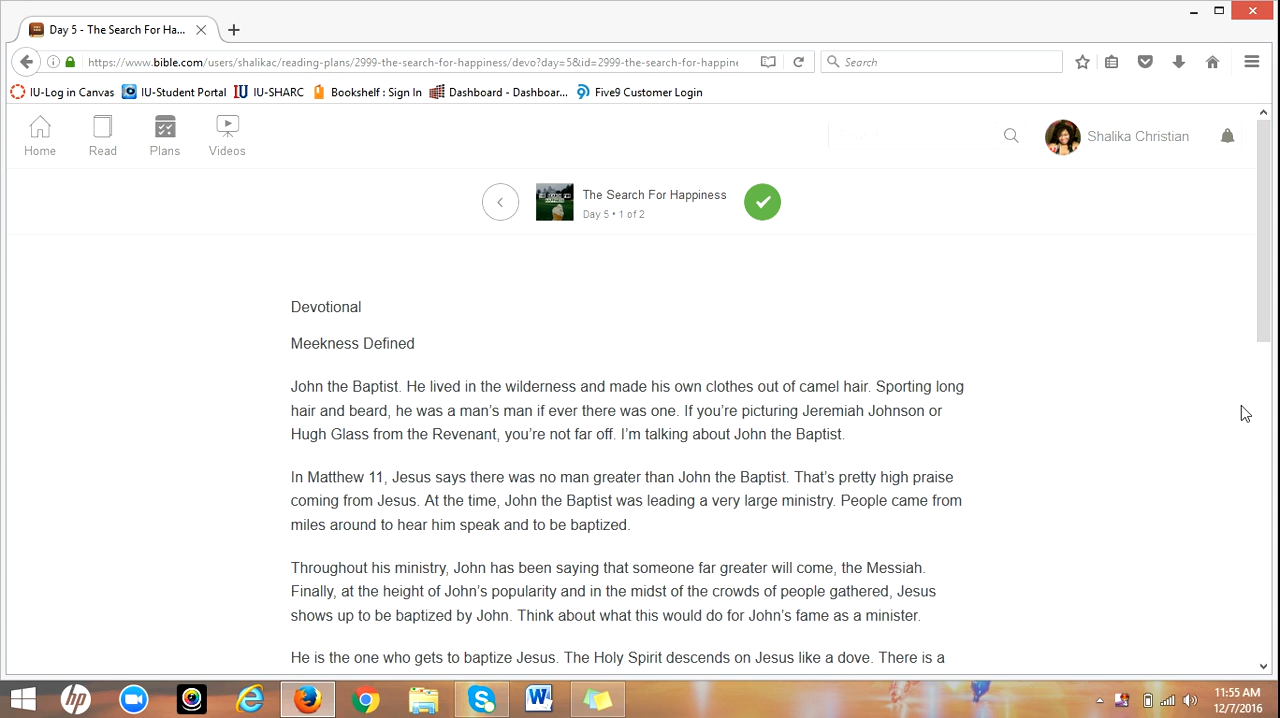 Day 5 - The Search For Ha...
https://www.bible.com/users/shalikac/reading-plans/2999-the-search-for-happiness/devo?day=5&id=2999-the-search-for-happine
Search
IU-Log in Canvas IU-Student Portal IU-SHARC Bookshelf : Sign In Dashboard - Dashboar... Five9 Customer Login
Home Read Plans Videos
Shalika Christian
The Search For Happiness
Day 5 • 1 of 2
Devotional
Meekness Defined
John the Baptist. He lived in the wilderness and made his own clothes out of camel hair. Sporting long
hair and beard, he was a man’s man if ever there was one. If you’re picturing Jeremiah Johnson or
Hugh Glass from the Revenant, you’re not far off. I’m talking about John the Baptist.
In Matthew 11, Jesus says there was no man greater than John the Baptist. That’s pretty high praise
coming from Jesus. At the time, John the Baptist was leading a very large ministry. People came from
miles around to hear him speak and to be baptized.
Throughout his ministry, John has been saying that someone far greater will come, the Messiah.
Finally, at the height of John’s popularity and in the midst of the crowds of people gathered, Jesus
shows up to be baptized by John. Think about what this would do for John’s fame as a minister.
He is the one who gets to baptize Jesus. The Holy Spirit descends on Jesus like a dove. There is a
11:55 AM
12/7/2016